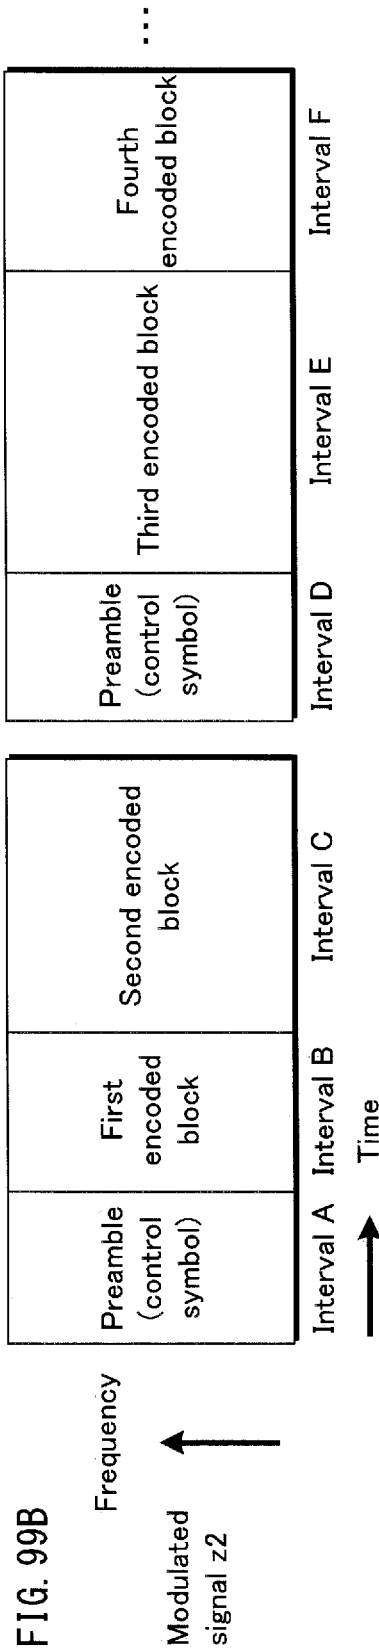 FIG. 99B
Frequency
Modulated
signal z2
Preamble
(control
symbol)
First
encoded
block
Second encoded
block
Preamble
(control
symbol)
Third encoded block
Fourth
encoded block
...
Interval A
Interval B
Interval C
Interval D
Interval E
Interval F
Time